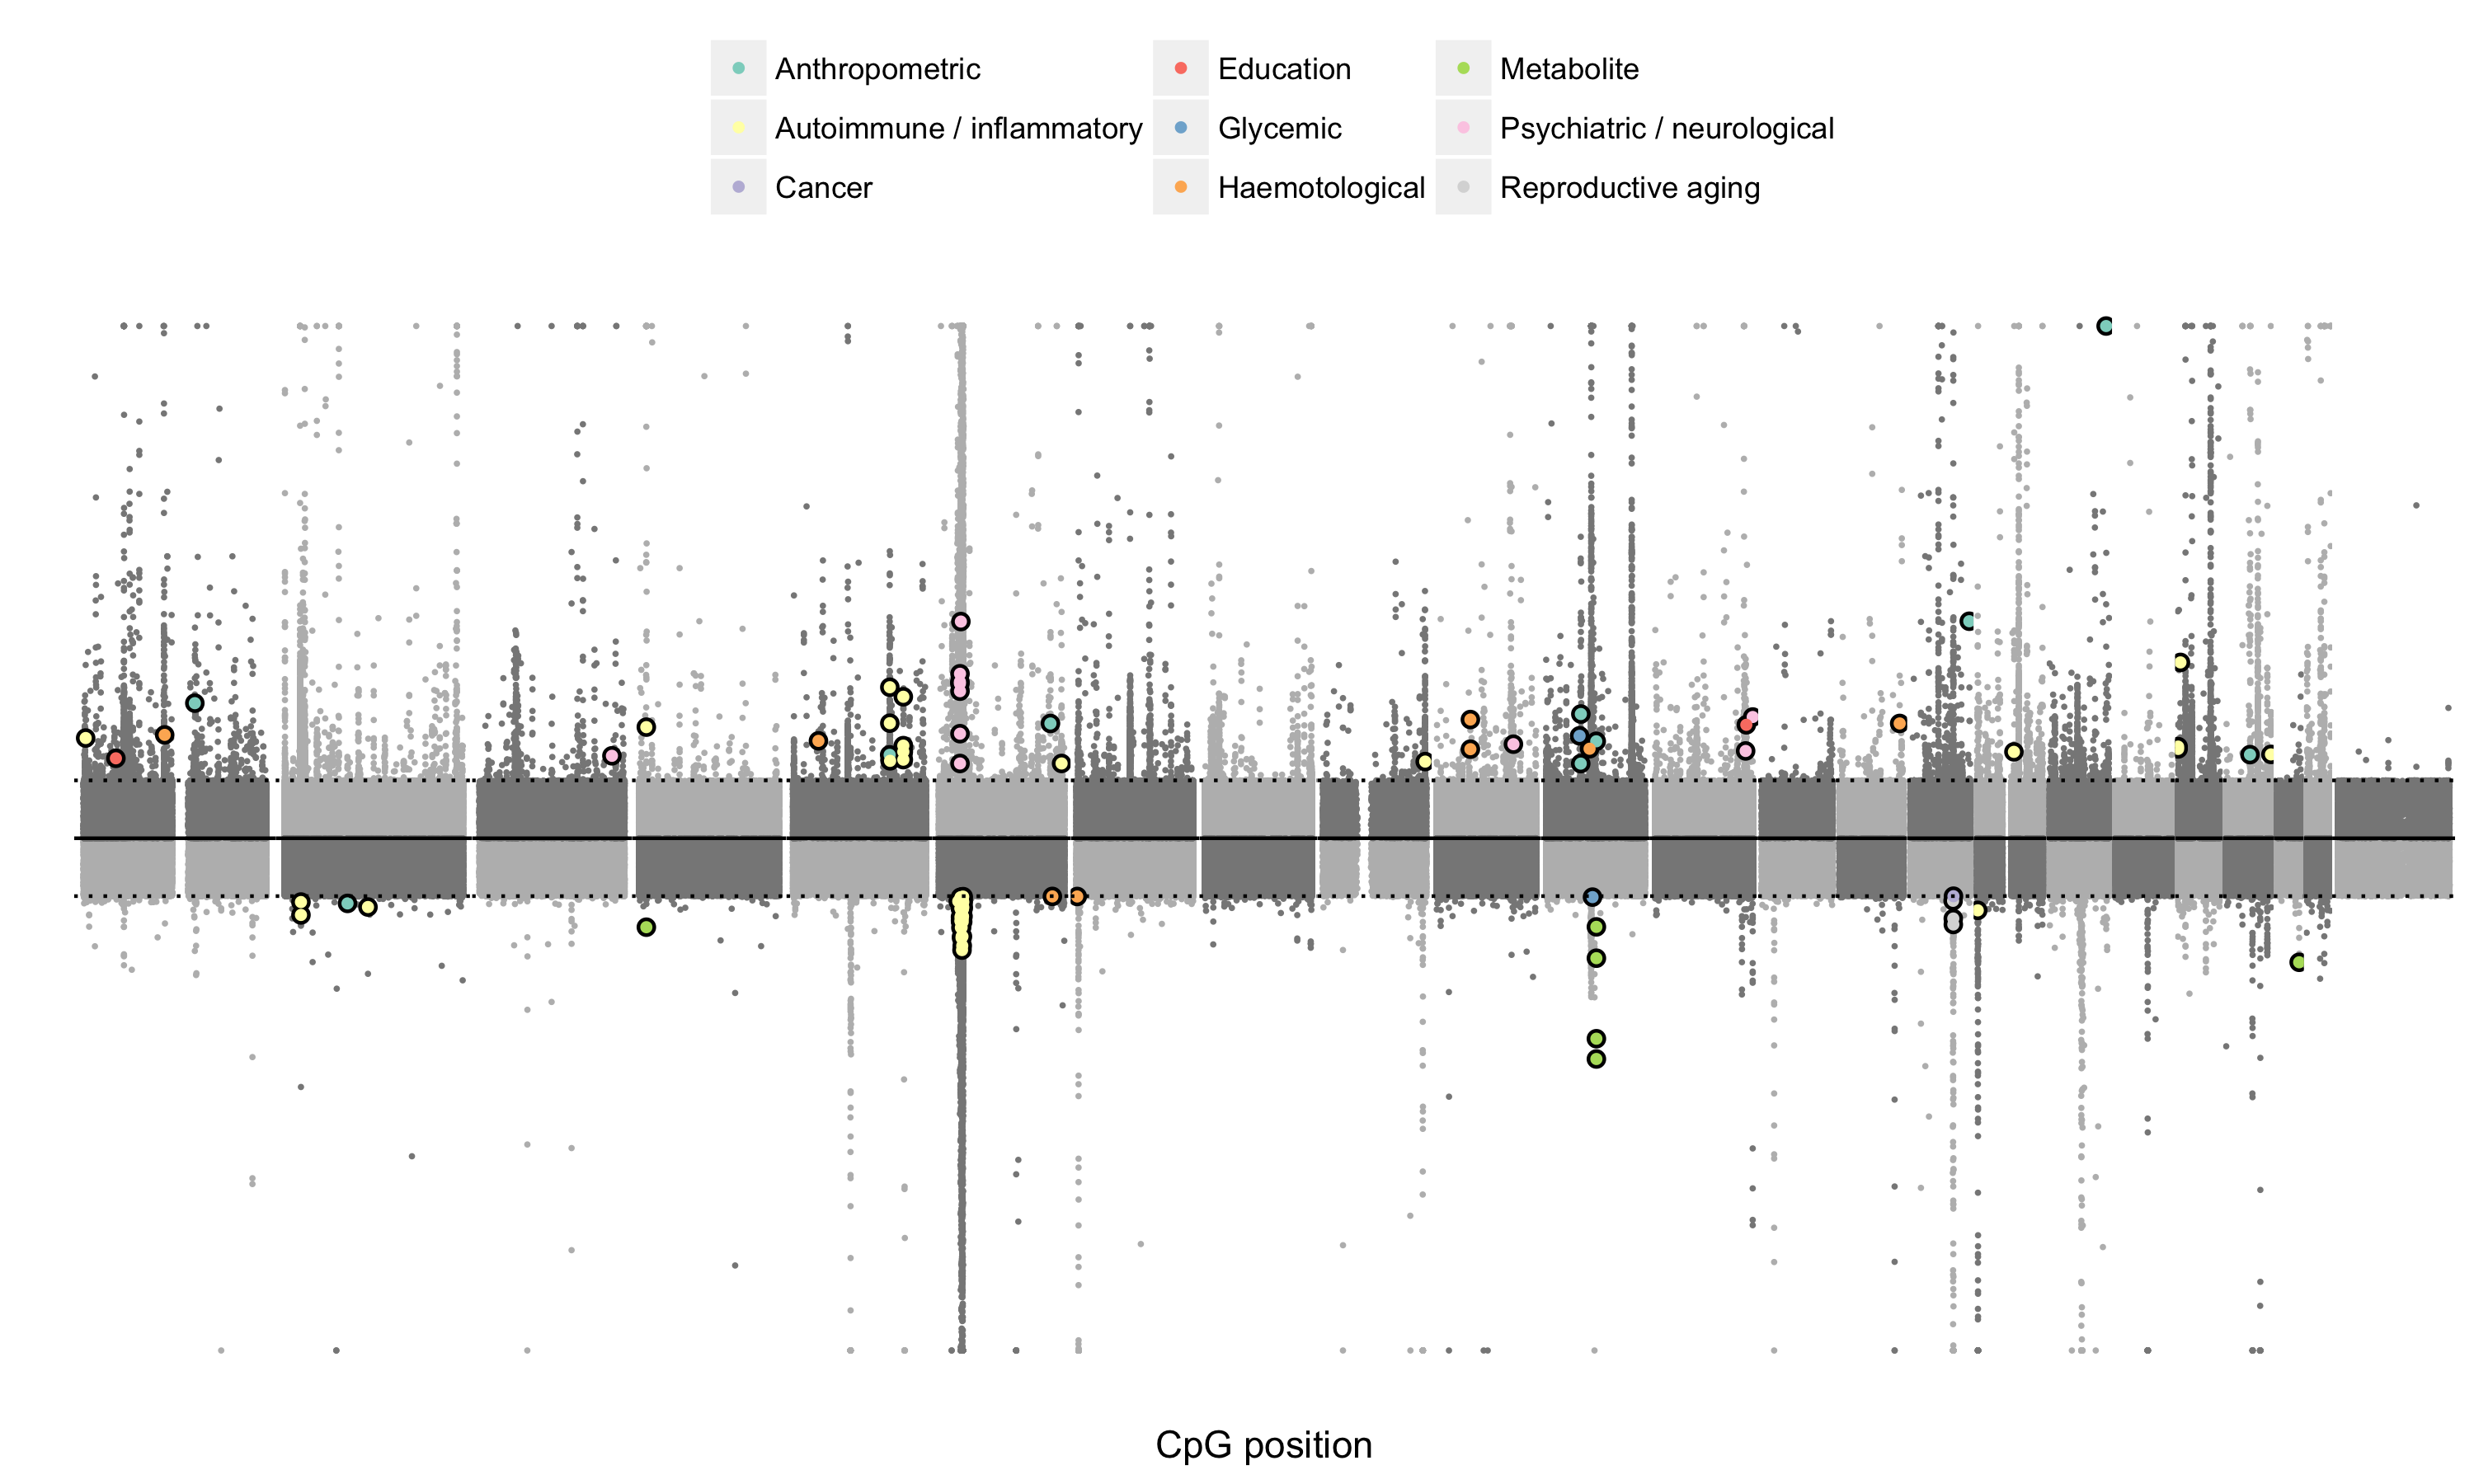 Anthropometric Education Metabolite
Autoimmune / inflammatory Glycemic Psychiatric / neurological
Cancer Haemotological Reproductive aging
CpG position